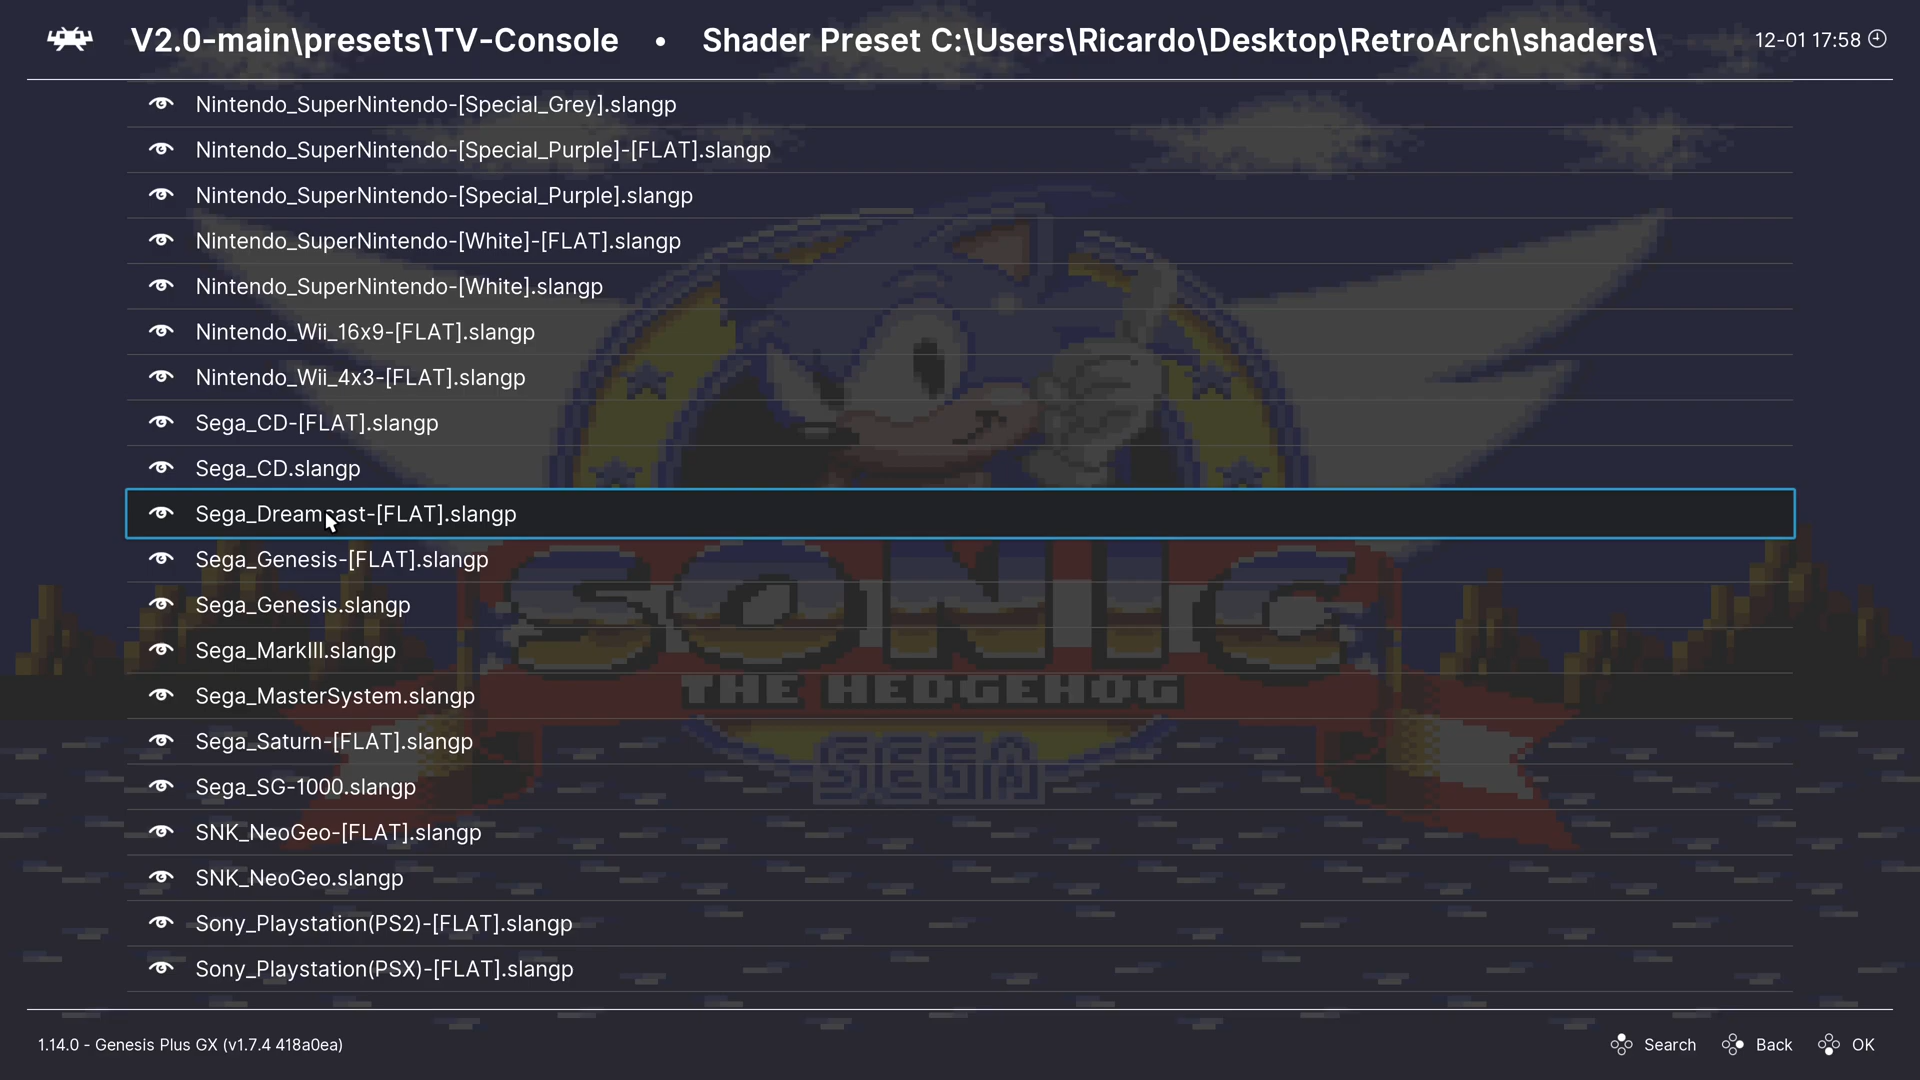 V2.0-main\presets\TV-Console • Shader Preset C:\Users\Ricardo\Desktop\RetroArch\shaders\
12-01 17:58
Nintendo_SuperNintendo-[Special_Grey].slangp
Nintendo_SuperNintendo-[Special_Purple]-[FLAT].slangp
Nintendo_SuperNintendo-[Special_Purple].slangp
Nintendo_SuperNintendo-[White]-[FLAT].slangp
Nintendo_SuperNintendo-[White].slangp
Nintendo_Wii_16x9-[FLAT].slangp
Nintendo_Wii_4x3-[FLAT].slangp
Sega_CD-[FLAT].slangp
Sega_CD.slangp
Sega_Dreamcast-[FLAT].slangp
Sega_Genesis-[FLAT].slangp
Sega_Genesis.slangp
Sega_MarkIII.slangp
Sega_MasterSystem.slangp
Sega_Saturn-[FLAT].slangp
Sega_SG-1000.slangp
SNK_NeoGeo-[FLAT].slangp
SNK_NeoGeo.slangp
Sony_Playstation(PS2)-[FLAT].slangp
Sony_Playstation(PSX)-[FLAT].slangp
SONIC
THE HEDGEHOG
SEGA
1.14.0 - Genesis Plus GX (v1.7.4 418a0ea)
Search Back OK